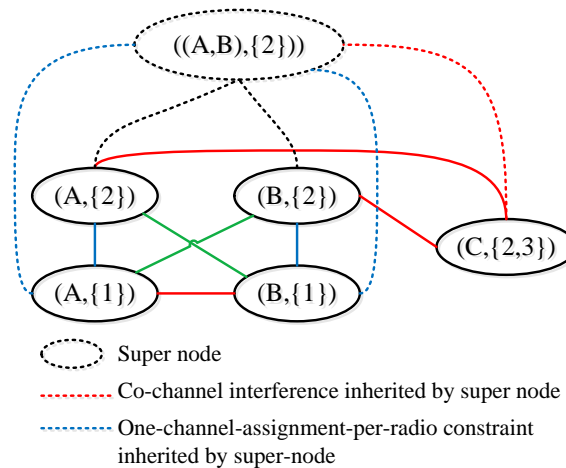 ((A,B),{2}))
(A,{2})
(B,{2})
(C,{2,3})
(A,{1})
(B,{1})
Super node
Co-channel interference inherited by super node
One-channel-assignment-per-radio constraint
inherited by super-node